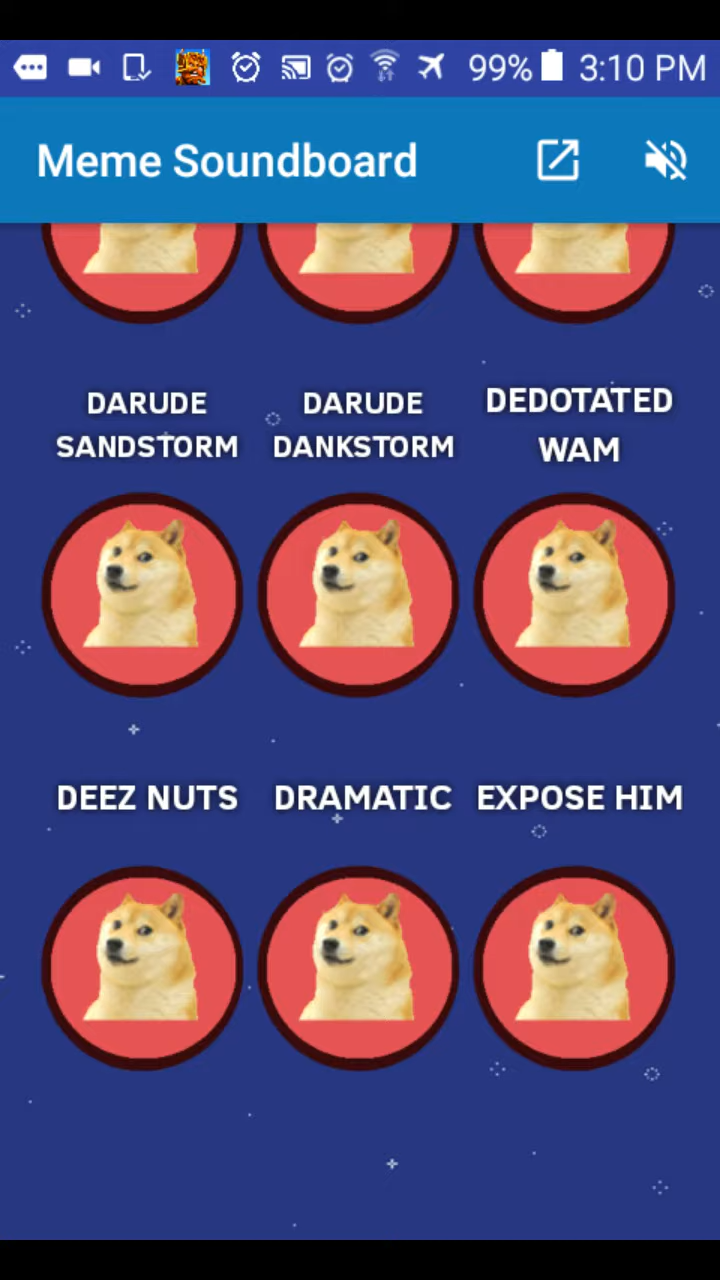 99% 3:10 PM
Meme Soundboard
DARUDE SANDSTORM
DARUDE DANKSTORM
DEDOTATED WAM
DEEZ NUTS
DRAMATIC
EXPOSE HIM